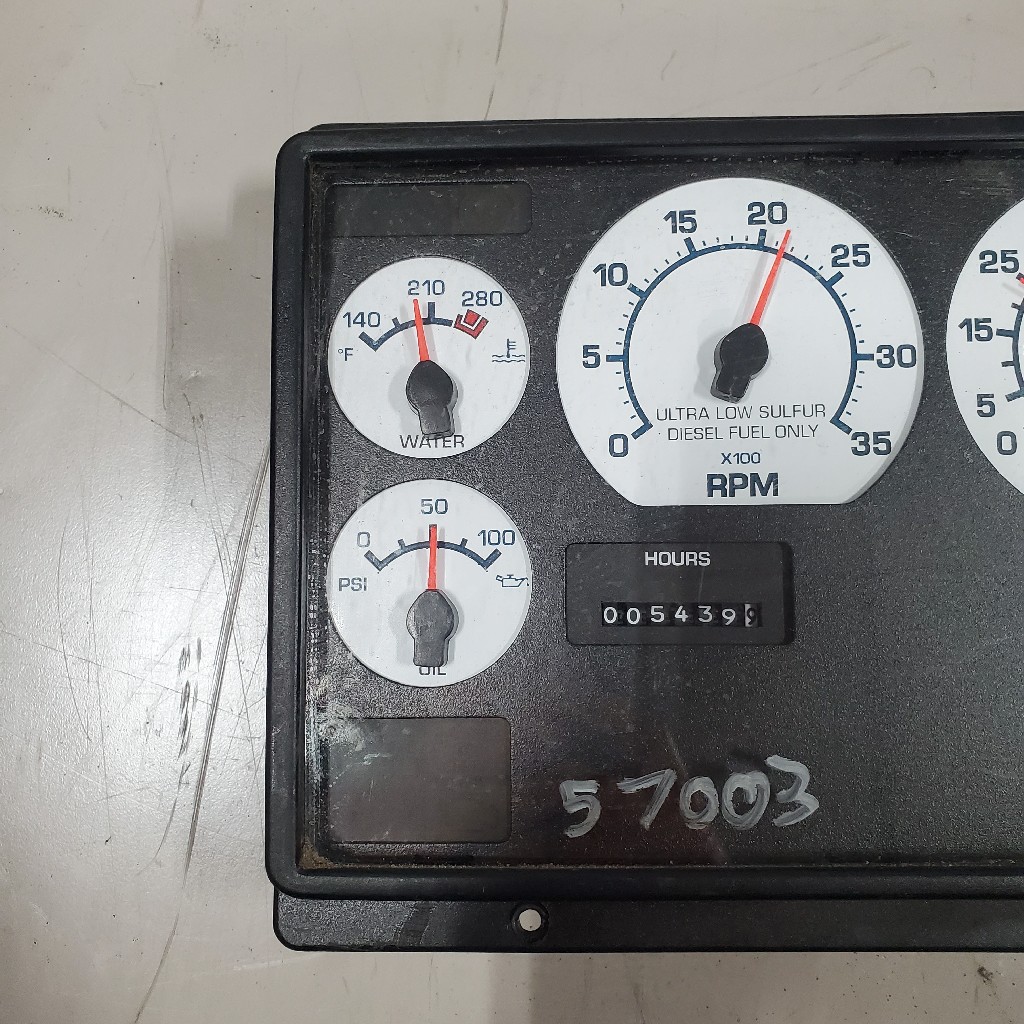 15 20 25
10 30
5
0 35
ULTRA LOW SULFUR
DIESEL FUEL ONLY
X100
RPM
140 210 280
°F
WATER
25
15
5
0
0 50 100
PSI
OIL
HOURS
0054399
57003